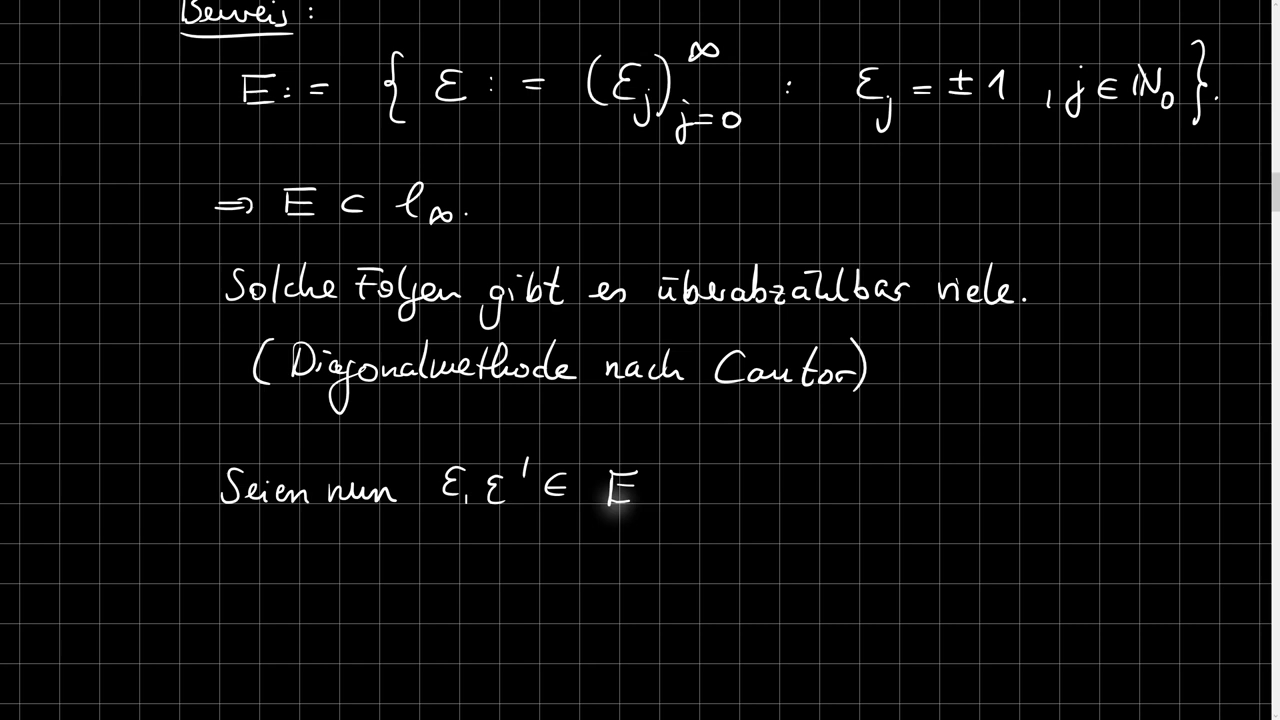 Beweis:
E := { ε := (ε_j)_{j=0}^∞ : ε_j = ±1 , j ∈ ℕ_0 }.
⇒ E ⊂ ℓ_∞.
Solche Folgen gibt es überabzählbar viele.
(Diagonalmethode nach Cantor)
Seien nun ε, ε' ∈ E